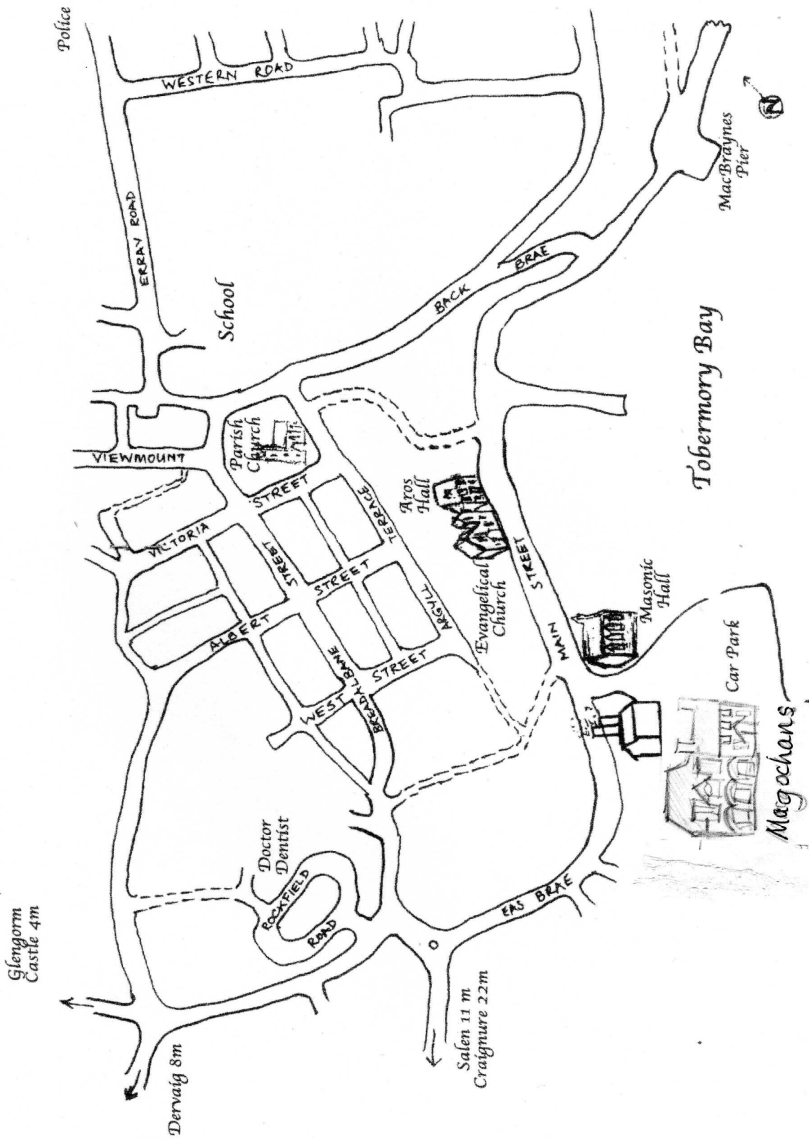 Police
WESTERN ROAD
ERRAY ROAD
School
BACK BRAE
MacBraynes
Pier
N
VIEWMOUNT
Parish
Church
VICTORIA STREET
STREET
ALBERT STREET
ARGYLL TERRACE
Aros
Hall
Evangelical
Church
MAIN STREET
Tobermory Bay
Masonic
Hall
Car Park
Magochans
BREADALBANE
WEST STREET
Doctor
Dentist
ROCKFIELD
ROAD
EAS BRAE
Glengorm
Castle 4m
Dervaig 8m
Salen 11 m
Craignure 22m